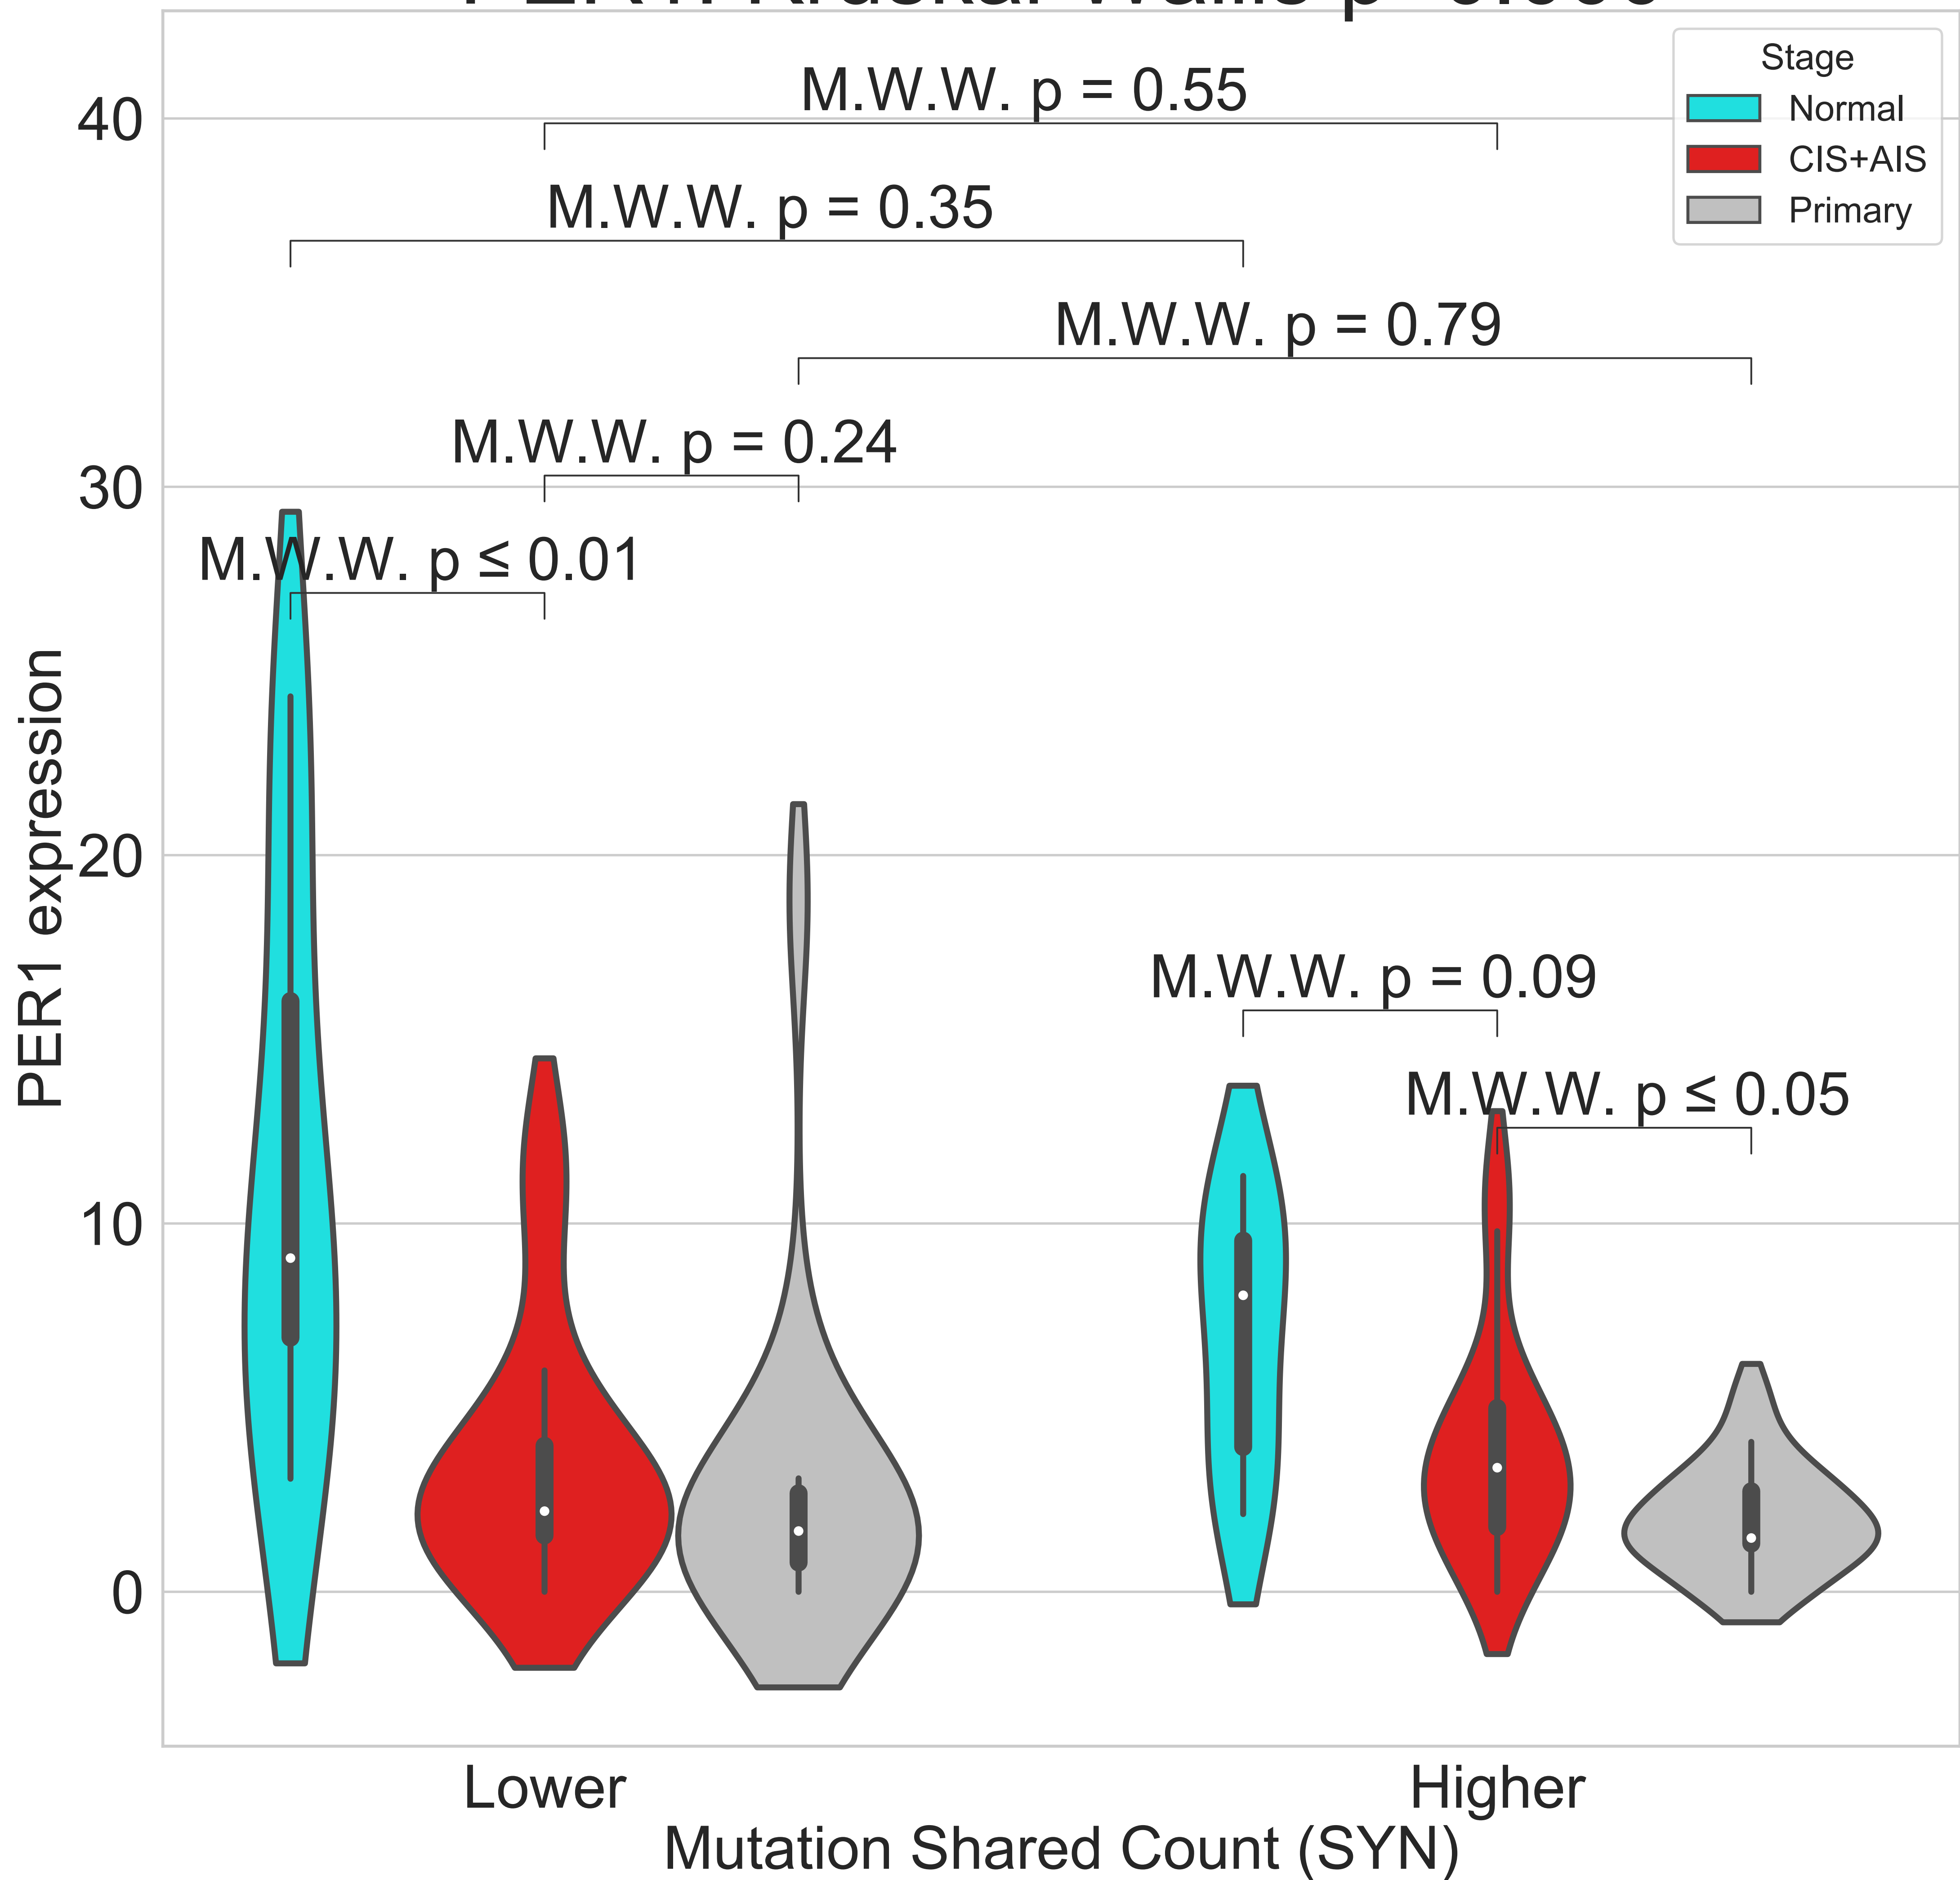 M.W.W. p = 0.55
Stage
Normal
CIS+AIS
Primary
40
M.W.W. p = 0.35
M.W.W. p = 0.79
M.W.W. p = 0.24
30
M.W.W. p ≤ 0.01
PER1 expression
20
M.W.W. p = 0.09
M.W.W. p ≤ 0.05
10
0
Lower
Higher
Mutation Shared Count (SYN)